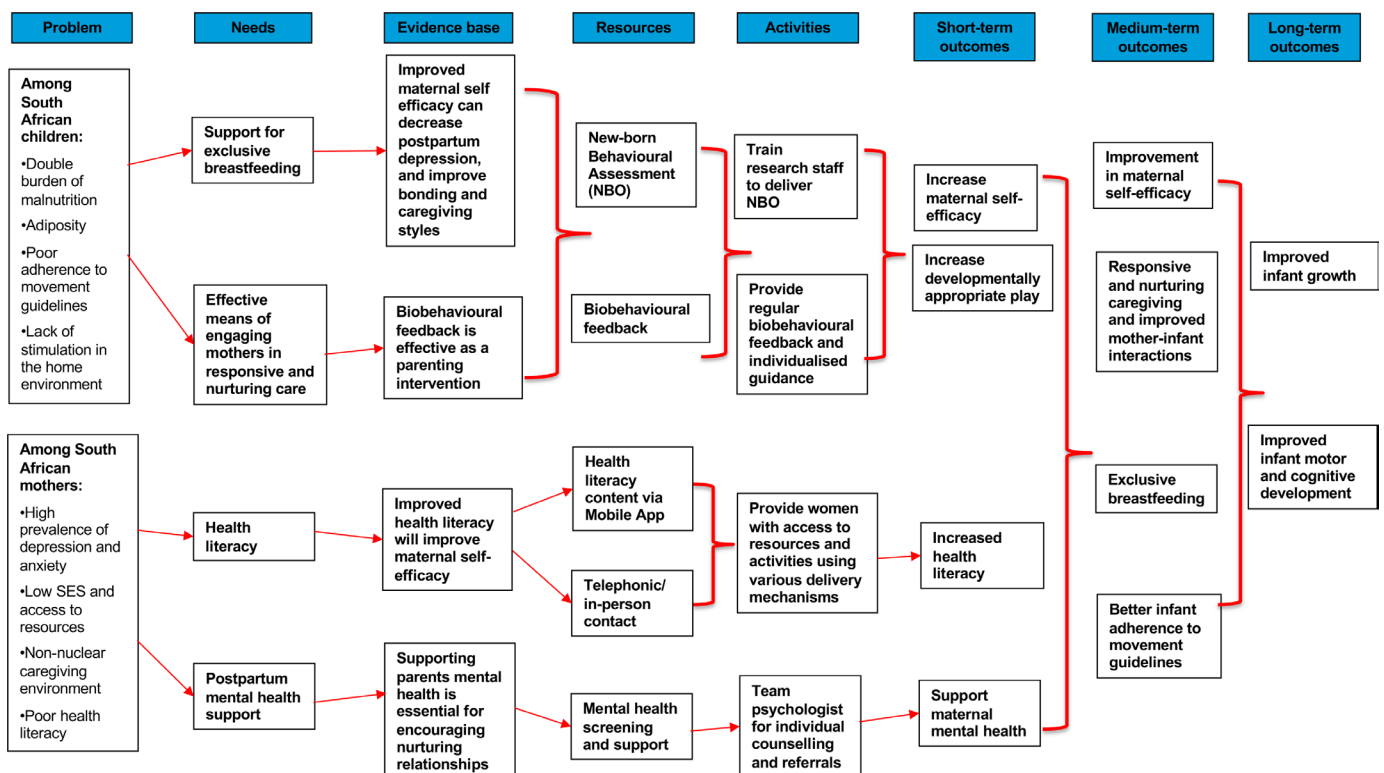 Problem
Needs
Evidence base
Resources
Activities
Short-term
outcomes
Medium-term
outcomes
Long-term
outcomes
Among
South
African
children:
•Double
burden of
malnutrition
•Adiposity
•Poor
adherence to
movement
guidelines
•Lack of
stimulation in
the home
environment
Support for
exclusive
breastfeeding
Effective
means of
engaging
mothers in
responsive and
nurturing care
Improved
maternal self
efficacy can
decrease
postpartum
depression,
and improve
bonding and
caregiving
styles
Biobehavioural
feedback is
effective as a
parenting
intervention
New-born
Behavioural
Assessment
(NBO)
Biobehavioural
feedback
Train
research staff
to deliver
NBO
Provide
regular
biobehavioural
feedback and
individualised
guidance
Increase
maternal self-
efficacy
Increase
developmentally
appropriate play
Improvement
in maternal
self-efficacy
Responsive
and nurturing
caregiving
and improved
mother-infant
interactions
Improved
infant growth
Among South
African
mothers:
•High
prevalence of
depression and
anxiety
•Low SES and
access to
resources
•Non-nuclear
caregiving
environment
•Poor health
literacy
Health
literacy
Postpartum
mental health
support
Improved
health literacy
will improve
maternal self-
efficacy
Supporting
parents mental
health is
essential for
encouraging
nurturing
relationships
Health
literacy
content via
Mobile App
Telephonic/
in-person
contact
Mental health
screening
and support
Provide women
with access to
resources and
activities using
various delivery
mechanisms
Team
psychologist
for individual
counselling
and referrals
Increased
health
literacy
Support
maternal
mental health
Exclusive
breastfeeding
Better infant
adherence to
movement
guidelines
Improved
infant motor
and cognitive
development